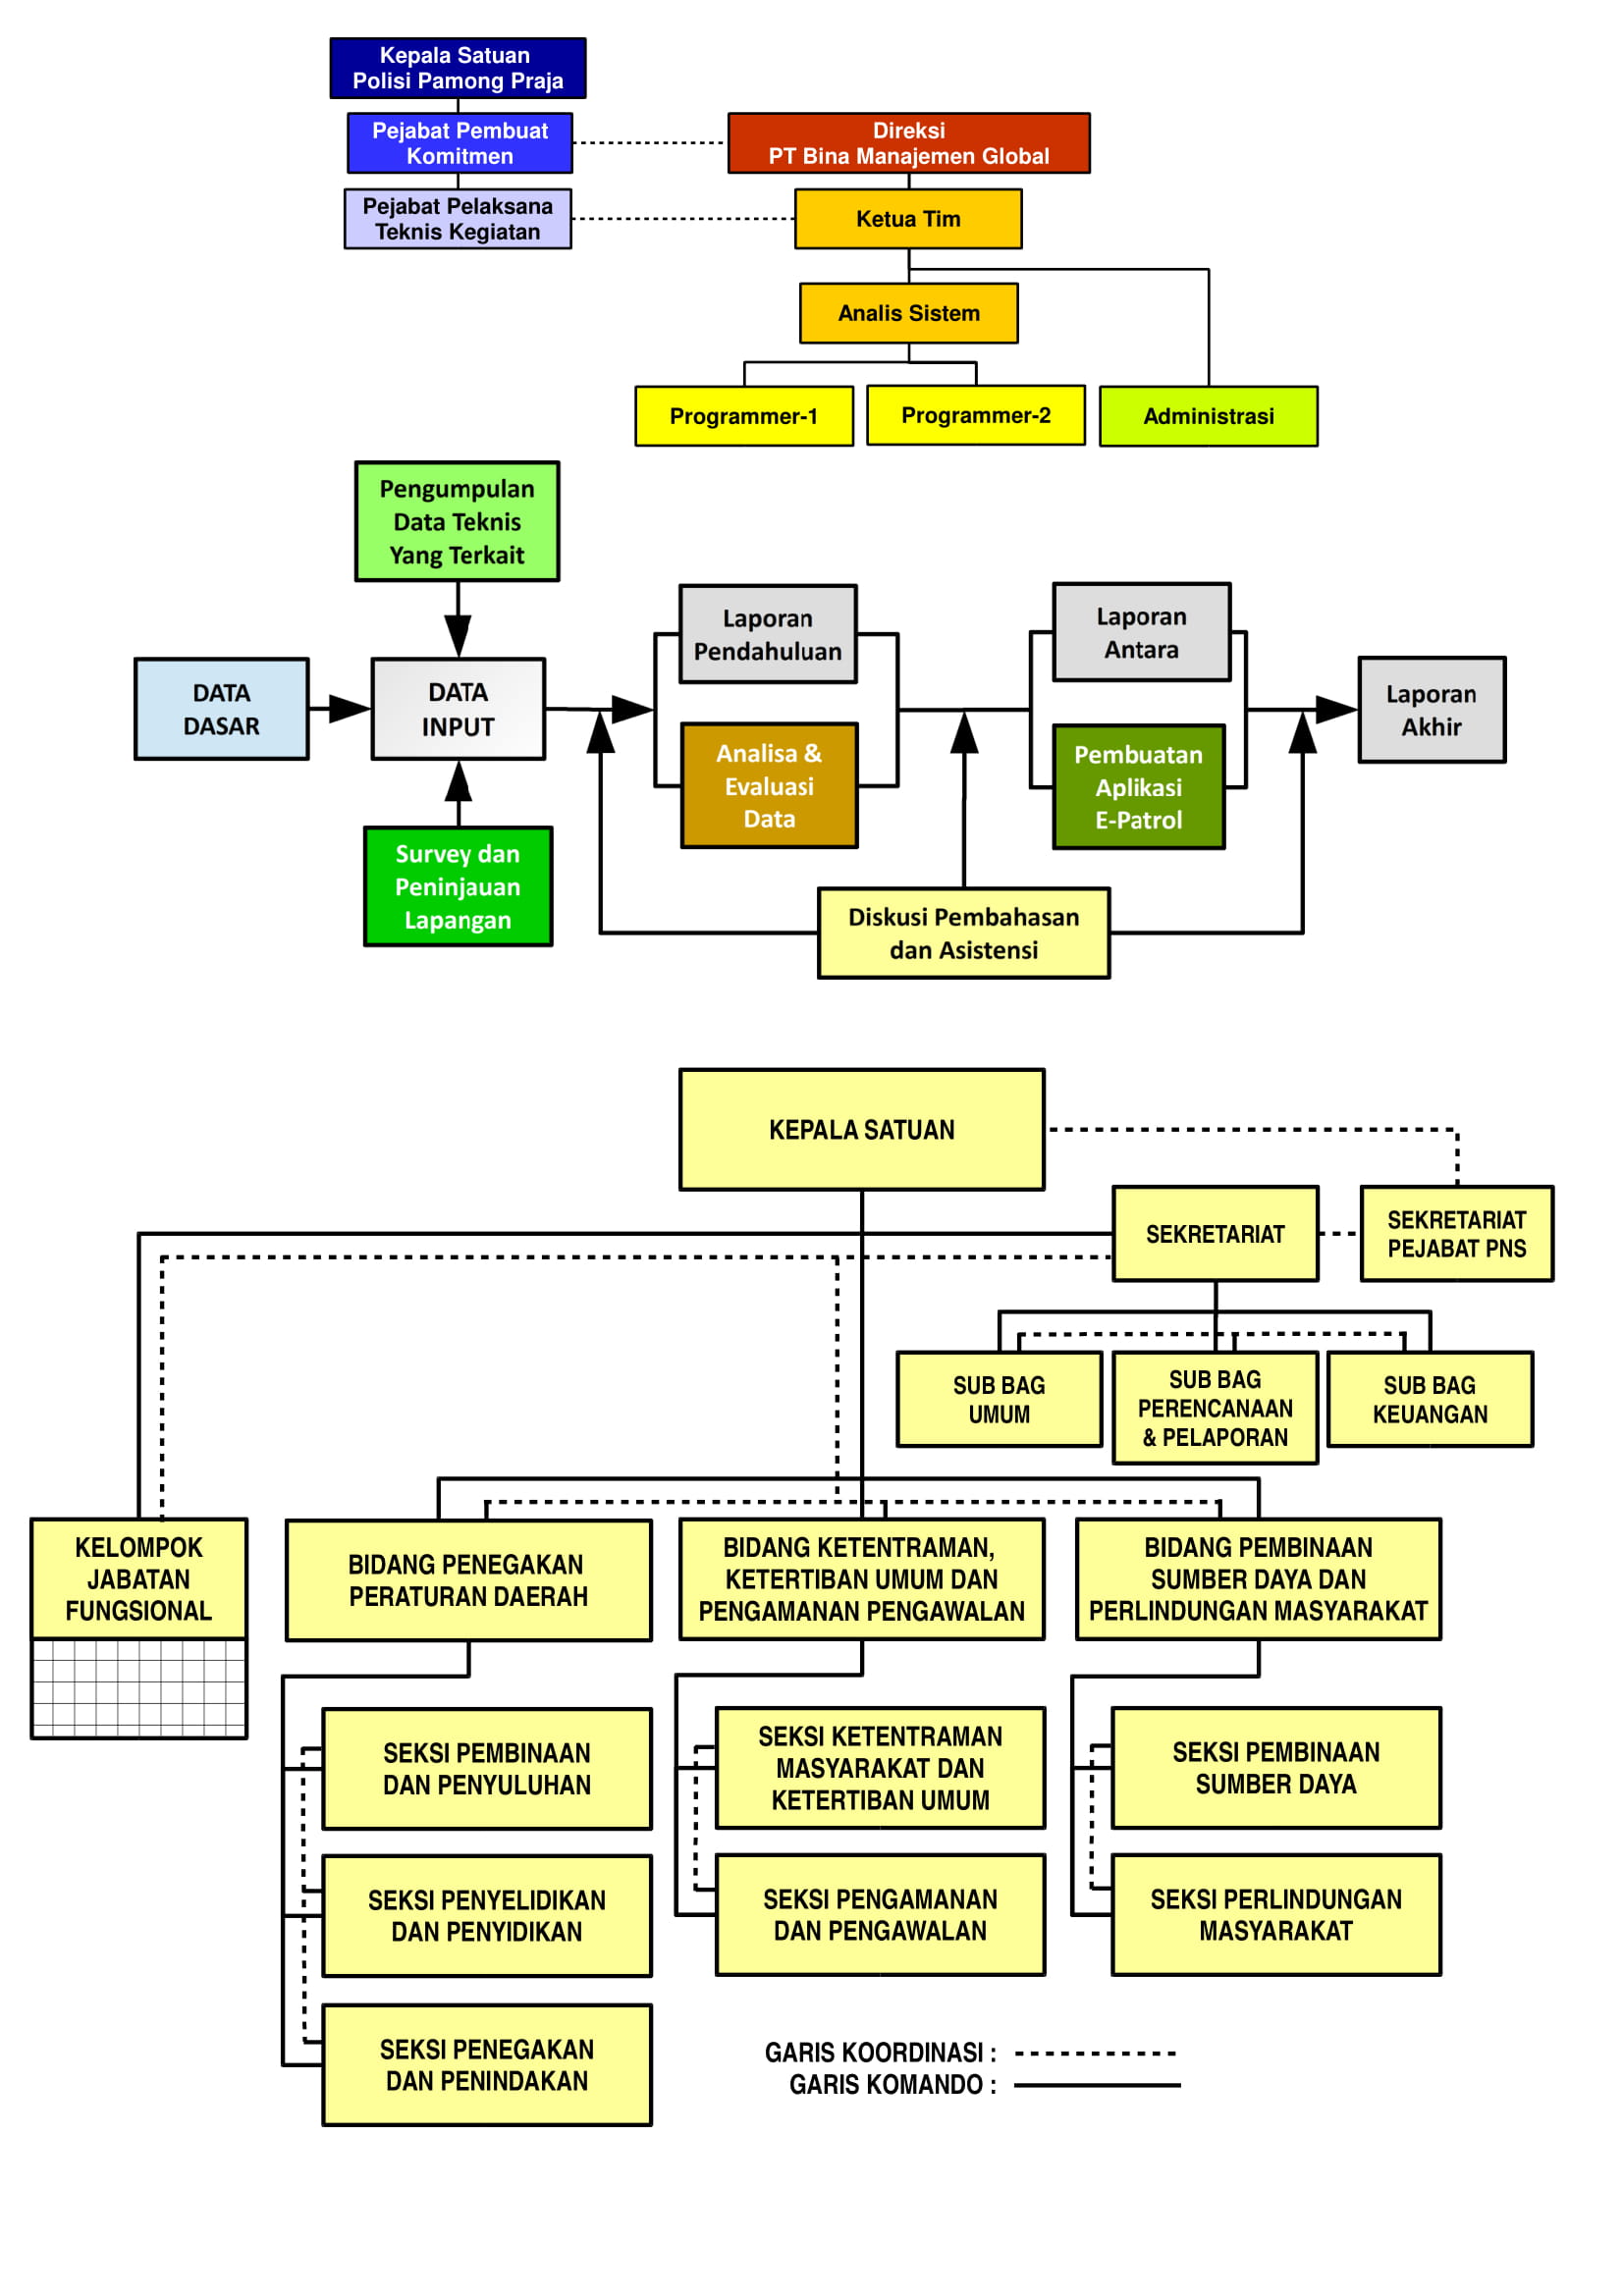 Kepala Satuan
Polisi Pamong Praja
Pejabat Pembuat
Komitmen
Direksi
PT Bina Manajemen Global
Pejabat Pelaksana
Teknis Kegiatan
Ketua Tim
Analis Sistem
Programmer-1
Programmer-2
Administrasi
Pengumpulan
Data Teknis
Yang Terkait
DATA
DASAR
DATA
INPUT
Survey dan
Peninjauan
Lapangan
Laporan
Pendahuluan
Analisa &
Evaluasi
Data
Laporan
Antara
Pembuatan
Aplikasi
E-Patrol
Laporan
Akhir
Diskusi Pembahasan
dan Asistensi
KEPALA SATUAN
SEKRETARIAT
SEKRETARIAT
PEJABAT PNS
SUB BAG
UMUM
SUB BAG
PERENCANAAN
& PELAPORAN
SUB BAG
KEUANGAN
KELOMPOK
JABATAN
FUNGSIONAL
BIDANG PENEGAKAN
PERATURAN DAERAH
BIDANG KETENTRAMAN,
KETERTIBAN UMUM DAN
PENGAMANAN PENGAWALAN
BIDANG PEMBINAAN
SUMBER DAYA DAN
PERLINDUNGAN MASYARAKAT
SEKSI PEMBINAAN
DAN PENYULUHAN
SEKSI KETENTRAMAN
MASYARAKAT DAN
KETERTIBAN UMUM
SEKSI PEMBINAAN
SUMBER DAYA
SEKSI PENYELIDIKAN
DAN PENYIDIKAN
SEKSI PENGAMANAN
DAN PENGAWALAN
SEKSI PERLINDUNGAN
MASYARAKAT
SEKSI PENEGAKAN
DAN PENINDAKAN
GARIS KOORDINASI :
GARIS KOMANDO :